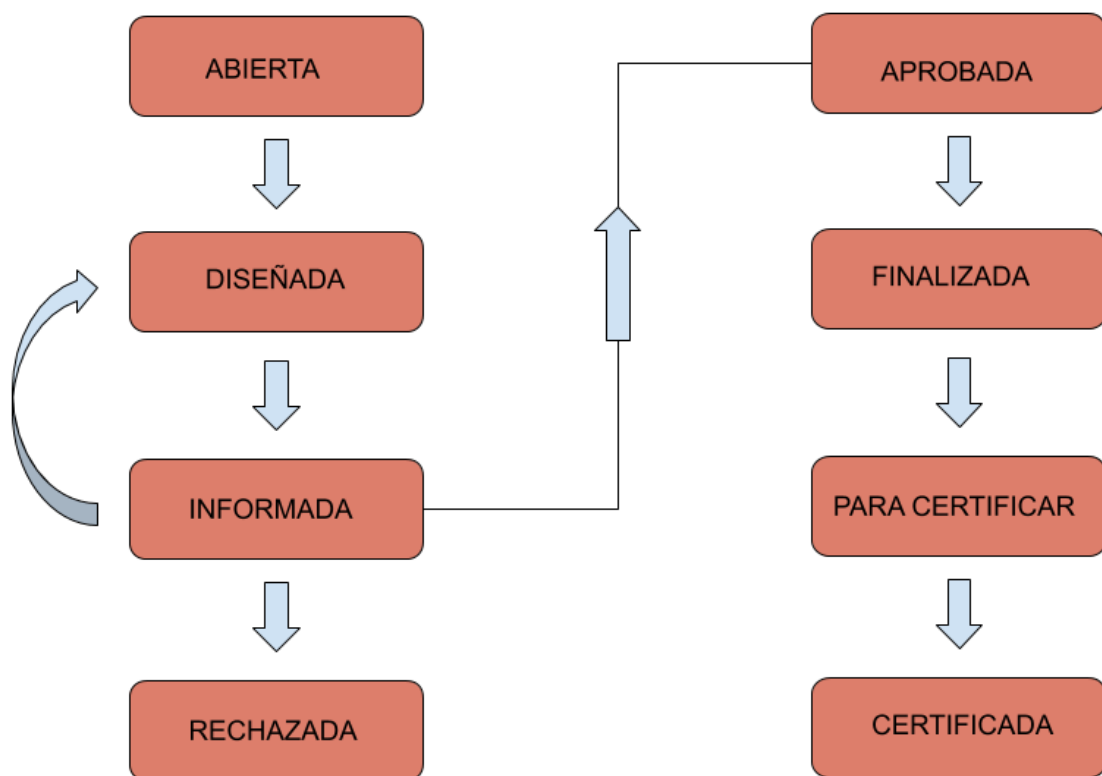 ABIERTA
DISEÑADA
INFORMADA
RECHAZADA
APROBADA
FINALIZADA
PARA CERTIFICAR
CERTIFICADA